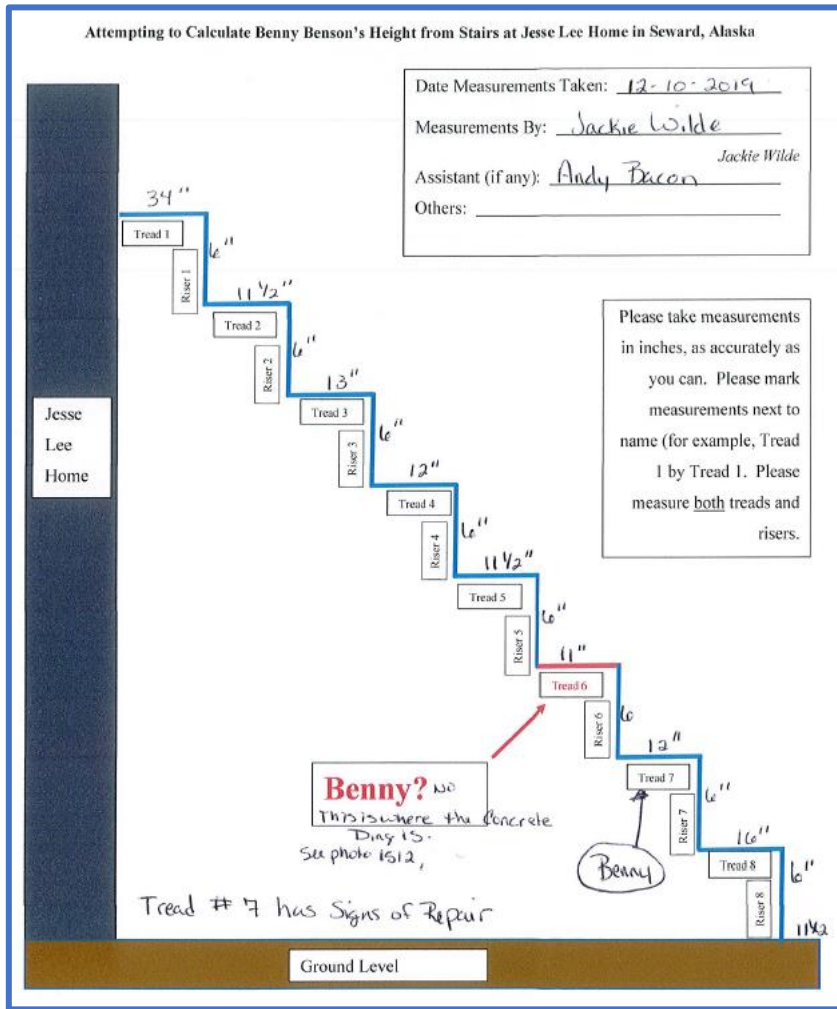 Attempting to Calculate Benny Benson's Height from Stairs at Jesse Lee Home in Seward, Alaska
Date Measurements Taken: 12-10-2019
Measurements By: Jackie Wilde
Jackie Wilde
Assistant (if any): Andy Bacon
Others:
34"
Tread 1
6"
Riser 1
11 1/2"
Tread 2
6"
Riser 2
13"
Tread 3
6"
Riser 3
12"
Tread 4
6"
Riser 4
11 1/2"
Tread 5
6"
Riser 5
11"
Tread 6
6
Riser 6
12"
Tread 7
6"
Riser 7
16"
Tread 8
6"
Riser 8
11 1/2
Please take measurements
in inches, as accurately as
you can. Please mark
measurements next to
name (for example, Tread
1 by Tread 1. Please
measure both treads and
risers.
Jesse
Lee
Home
Benny? NO
This is where the Concrete
Ding is.
See photo 1512,
Benny
Tread # 7 has Signs of Repair
Ground Level